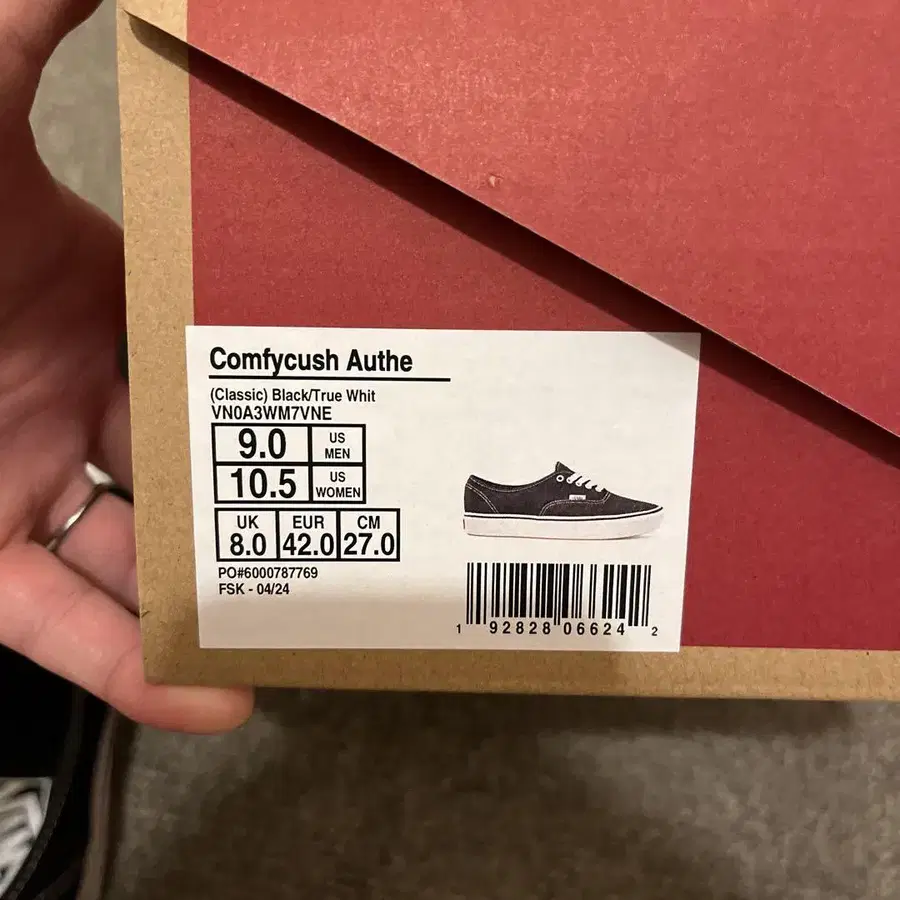 Comfycush Authe
(Classic) Black/True Whit
VN0A3WM7VNE
9.0 US MEN
10.5 US WOMEN
UK EUR CM
8.0 42.0 27.0
PO#6000787769
FSK - 04/24
1 92828 06624 2